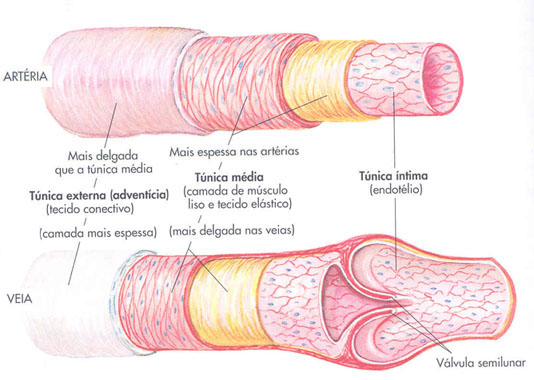 ARTÉRIA
Mais delgada
que a túnica média
Túnica externa (adventícia)
(tecido conectivo)
(camada mais espessa)
Mais espessa nas artérias
Túnica média
(camada de músculo
liso e tecido elástico)
(mais delgada nas veias)
Túnica íntima
(endotélio)
VEIA
Válvula semilunar